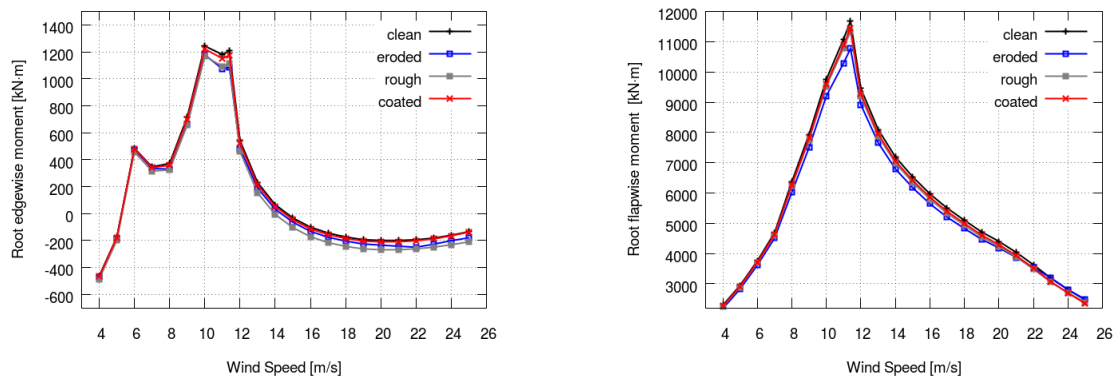 Root edgewise moment [kN·m]
1400
1200
1000
800
600
400
200
0
-200
-400
-600
clean
eroded
rough
coated
4 6 8 10 12 14 16 18 20 22 24 26
Wind Speed [m/s]
Root flapwise moment [kN·m]
12000
11000
10000
9000
8000
7000
6000
5000
4000
3000
clean
eroded
rough
coated
4 6 8 10 12 14 16 18 20 22 24 26
Wind Speed [m/s]